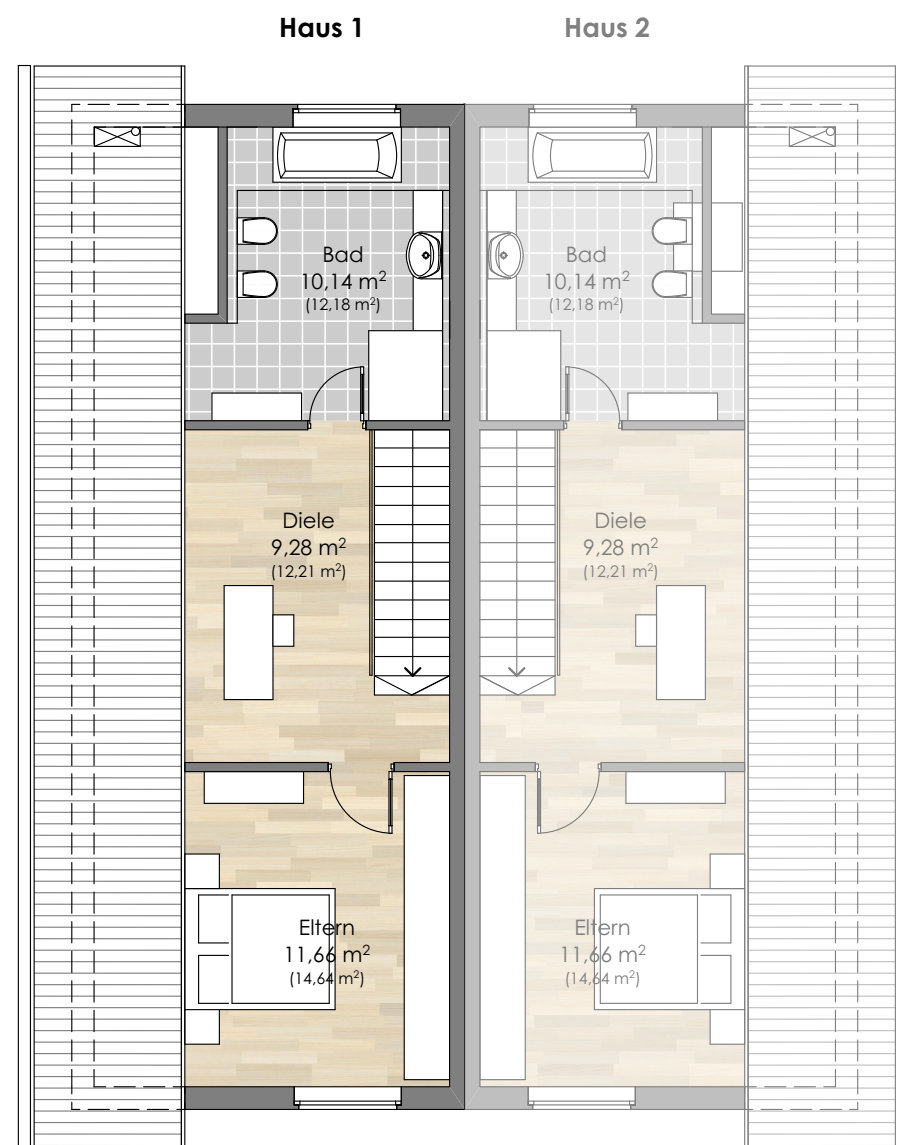 Haus 1
Haus 2
Bad
10,14 m²
(12,18 m²)
Bad
10,14 m²
(12,18 m²)
Diele
9,28 m²
(12,21 m²)
Diele
9,28 m²
(12,21 m²)
Eltern
11,66 m²
(14,64 m²)
Eltern
11,66 m²
(14,64 m²)